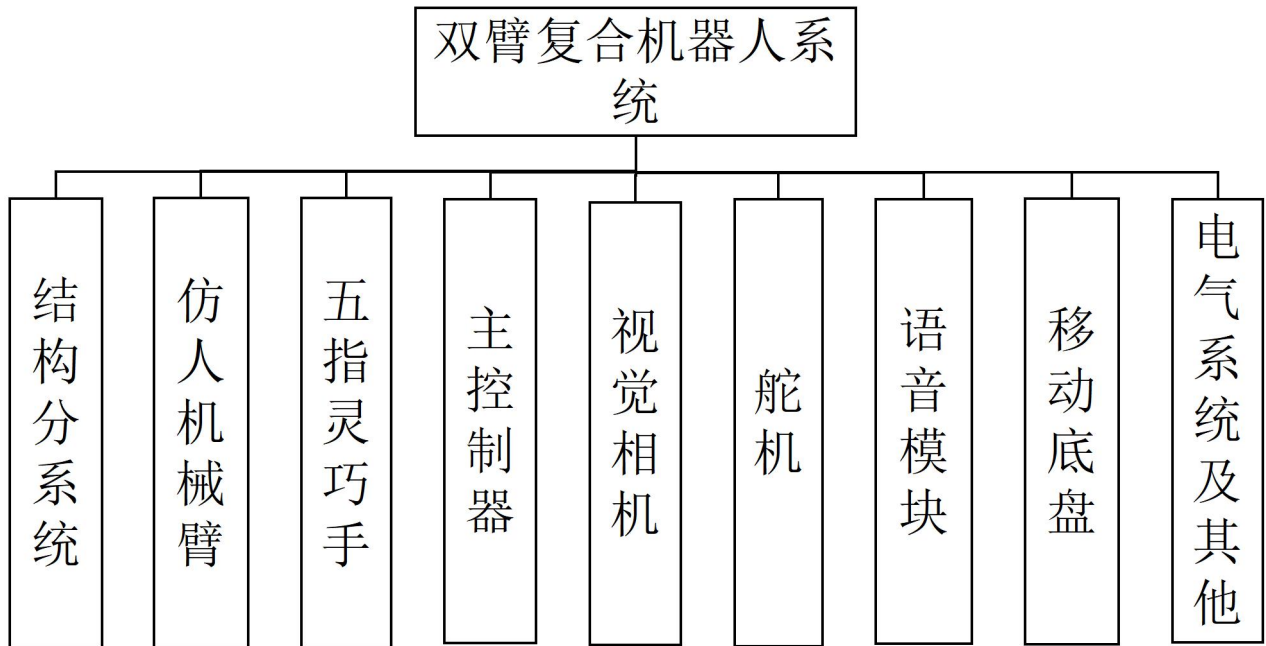 双臂复合机器人系
统
结构分系统
仿人机械臂
五指灵巧手
主控制器
视觉相机
舵机
语音模块
移动底盘
电气系统及其他